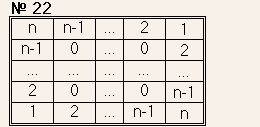 № 22
n n-1 ... 2 1
n-1 0 ... 0 2
... ... ... ... ...
2 0 ... 0 n-1
1 2 ... n-1 n